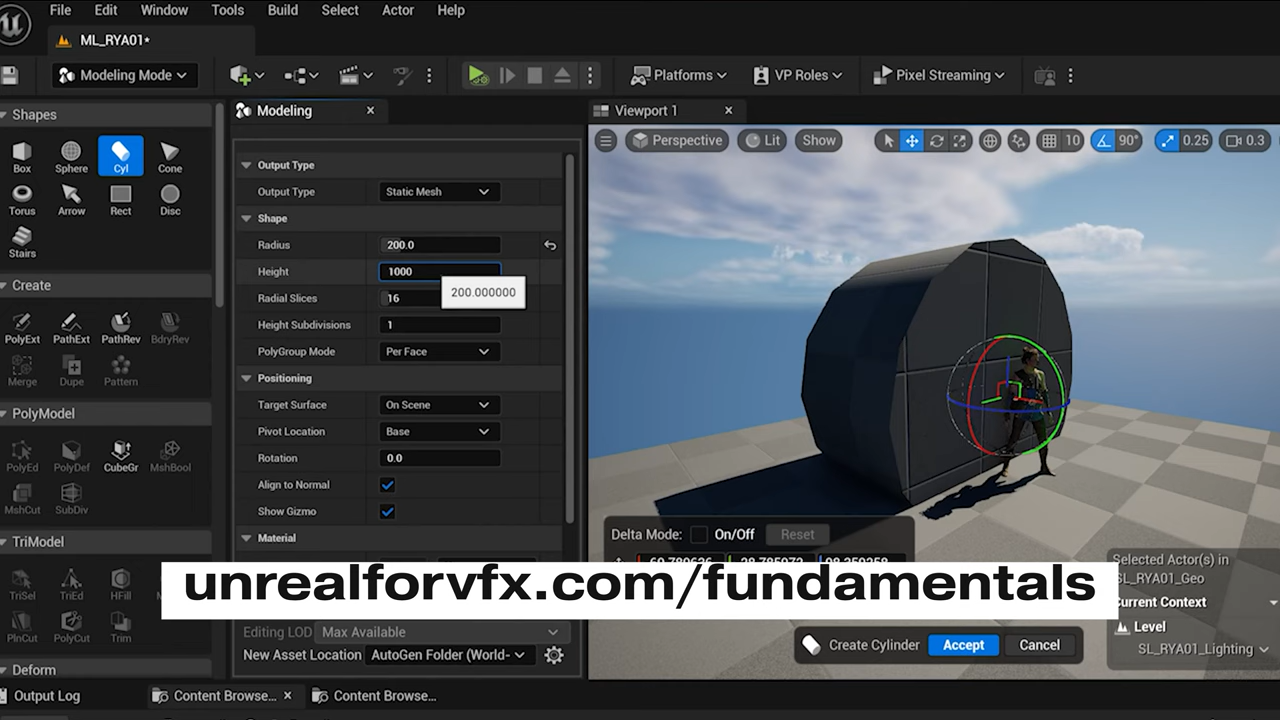 File Edit Window Tools Build Select Actor Help
ML_RYA01*
Modeling Mode
Platforms
VP Roles
Pixel Streaming
Shapes
Box Sphere Cyl Cone
Torus Arrow Rect Disc
Stairs
Create
PolyExt PathExt PathRev BdryRev
Merge Dupe Pattern
PolyModel
PolyEd PolyDef CubeGr MshBool
MshCut SubDiv
TriModel
TriSel TriEd HFill
PlnCut PolyCut Trim
Deform
Modeling
Output Type
Output Type Static Mesh
Shape
Radius 200.0
Height 1000
200.000000
Radial Slices 16
Height Subdivisions 1
PolyGroup Mode Per Face
Positioning
Target Surface On Scene
Pivot Location Base
Rotation 0.0
Align to Normal
Show Gizmo
Material
Editing LOD Max Available
New Asset Location AutoGen Folder (World-
Viewport 1
Perspective Lit Show 10 90° 0.25 0.3
Delta Mode: On/Off Reset
unrealforvfx.com/fundamentals
Create Cylinder Accept Cancel
Selected Actor(s) in
SL_RYA01_Geo
Current Context
Level
SL_RYA01_Lighting
Output Log Content Browse... Content Browse...